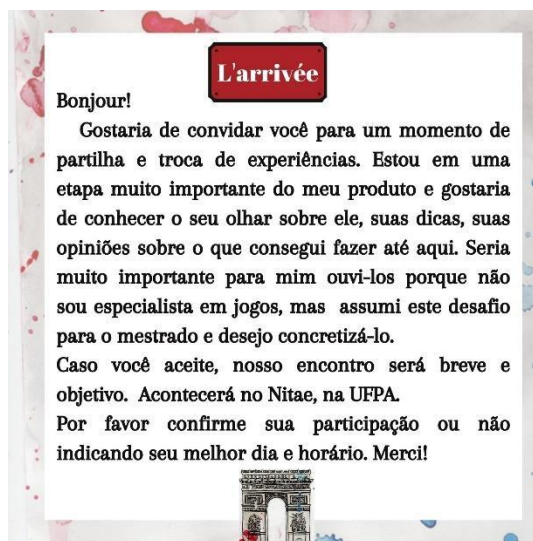 L'arrivée
Bonjour!
Gostaria de convidar você para um momento de
partilha e troca de experiências. Estou em uma
etapa muito importante do meu produto e gostaria
de conhecer o seu olhar sobre ele, suas dicas, suas
opiniões sobre o que consegui fazer até aqui. Seria
muito importante para mim ouvi-los porque não
sou especialista em jogos, mas assumi este desafio
para o mestrado e desejo concretizá-lo.
Caso você aceite, nosso encontro será breve e
objetivo. Acontecerá no Nitae, na UFPA.
Por favor confirme sua participação ou não
indicando seu melhor dia e horário. Merci!